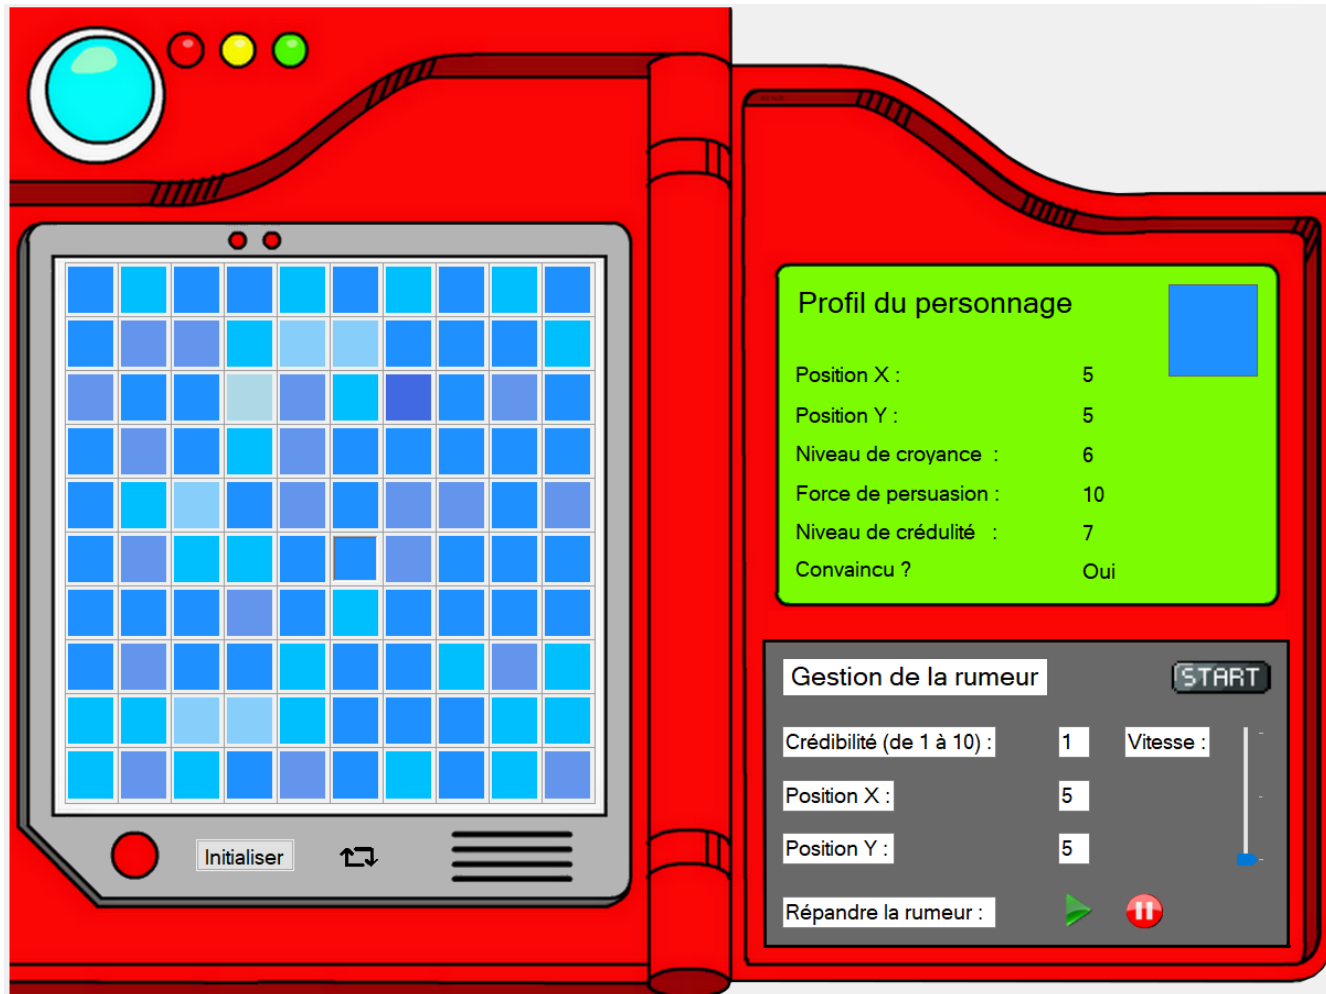 Profil du personnage
Position X : 5
Position Y : 5
Niveau de croyance : 6
Force de persuasion : 10
Niveau de crédulité : 7
Convaincu ? Oui
Gestion de la rumeur START
Crédibilité (de 1 à 10) : 1 Vitesse :
Position X : 5
Position Y : 5
Initialiser
Répandre la rumeur :